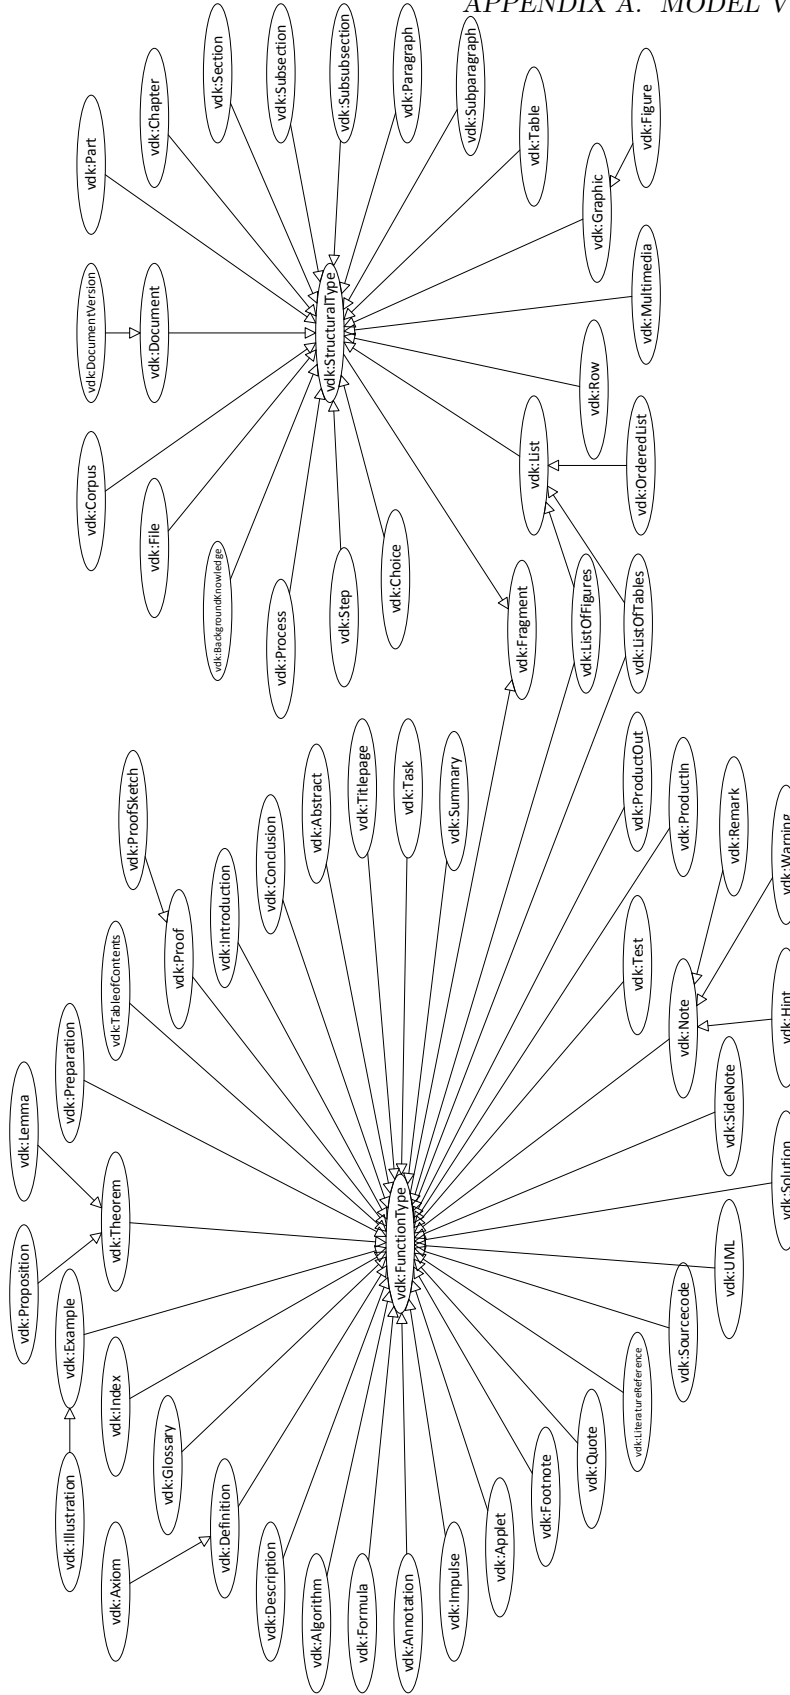 APPENDIX A. MODEL V
vdk:Part
vdk:Chapter
vdk:Section
vdk:Subsection
vdk:Subsubsection
vdk:Paragraph
vdk:Subparagraph
vdk:Table
vdk:Figure
vdk:Graphic
vdk:DocumentVersion
vdk:Document
vdk:StructuralType
vdk:Multimedia
vdk:Row
vdk:Corpus
vdk:File
vdk:List
vdk:OrderedList
vdk:BackgroundKnowledge
vdk:Process
vdk:Step
vdk:Choice
vdk:Fragment
vdk:ListOfFigures
vdk:ListOfTables
vdk:ProofSketch
vdk:Proof
vdk:TableofContents
vdk:Introduction
vdk:Conclusion
vdk:Abstract
vdk:Titlepage
vdk:Task
vdk:Summary
vdk:ProductOut
vdk:ProductIn
vdk:Remark
vdk:Warning
vdk:Test
vdk:Note
vdk:Hint
vdk:Preparation
vdk:Lemma
vdk:Theorem
vdk:Proposition
vdk:FunctionType
vdk:SideNote
vdk:Solution
vdk:UML
vdk:Example
vdk:Sourcecode
vdk:Index
vdk:Glossary
vdk:LiteratureReference
vdk:Quote
vdk:Illustration
vdk:Axiom
vdk:Definition
vdk:Footnote
vdk:Description
vdk:Algorithm
vdk:Formula
vdk:Annotation
vdk:Impulse
vdk:Applet